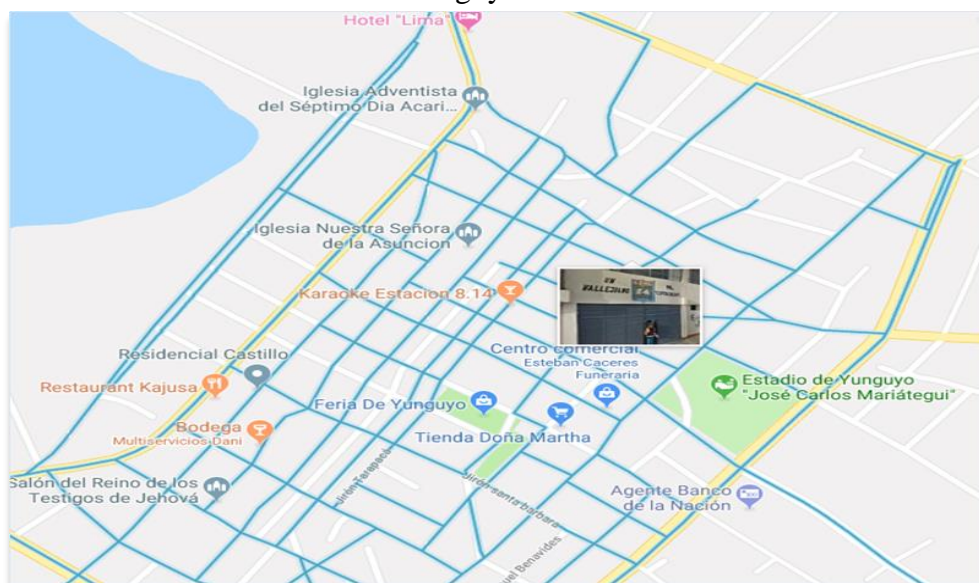 Hotel "Lima"
Iglesia Adventista
del Séptimo Dia Acari...
Iglesia Nuestra Señora
de la Asuncion
Karaoke Estacion 8.14
Centro comercial
Esteban Caceres
Funeraria
Residencial Castillo
Restaurant Kajusa
Feria De Yunguyo
Estadio de Yunguyo
"José Carlos Mariátegui"
Bodega
Multiservicios Dani
Tienda Doña Martha
Jirón Tarapacá
Salón del Reino de los
Testigos de Jehová
Jirón santa barbara
Agente Banco
de la Nación
uel Benavides